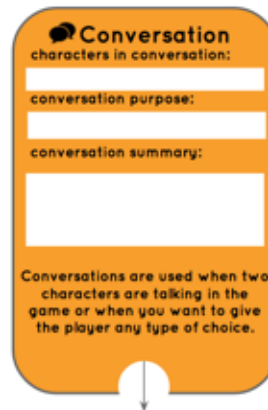 Conversation
characters in conversation:
conversation purpose:
conversation summary:
Conversations are used when two
characters are talking in the
game or when you want to give
the player any type of choice.